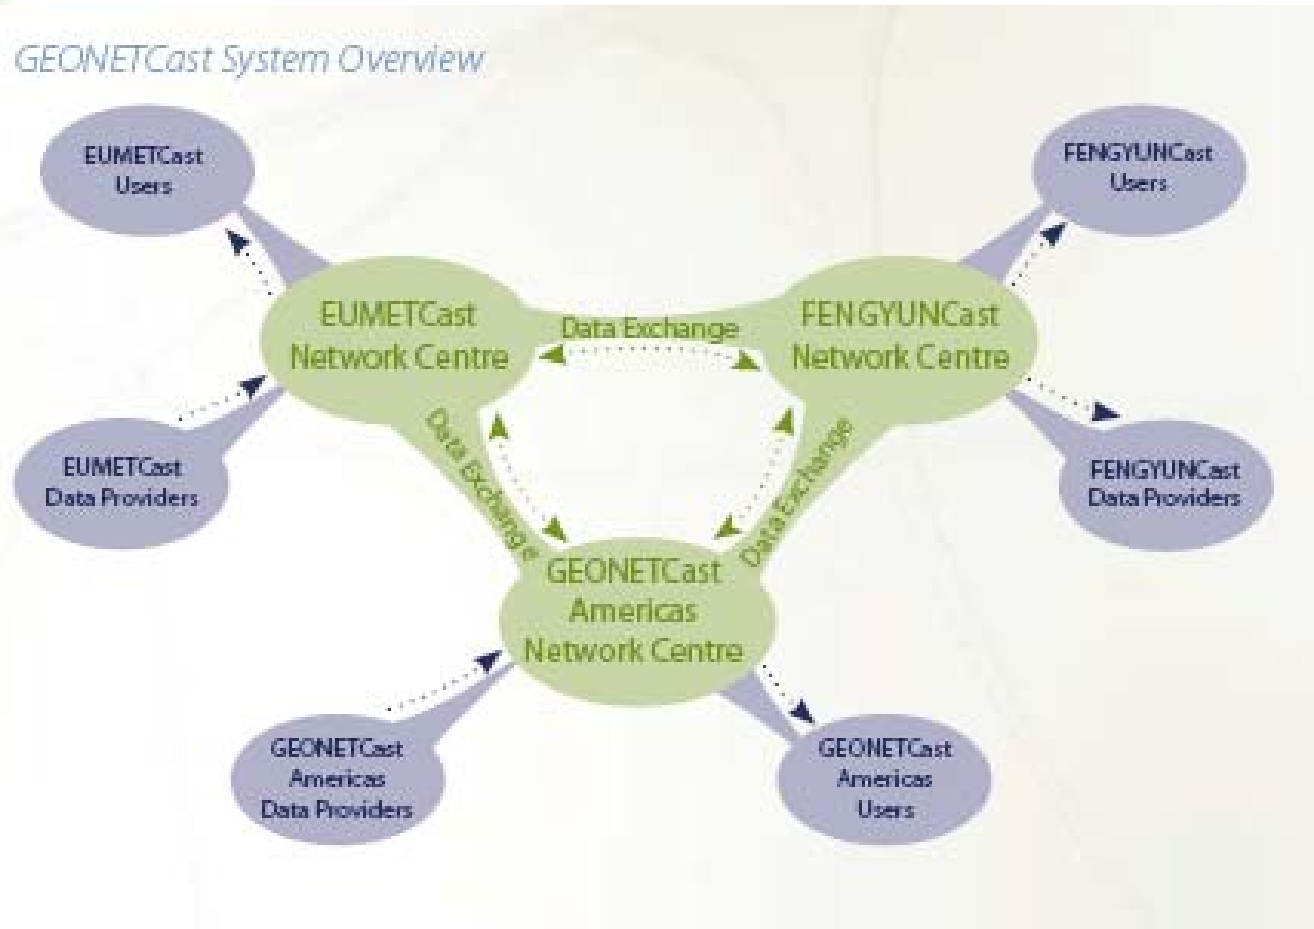 GEONETCast System Overview
EUMETCast
Users
FENGYUNCast
Users
EUMETCast
Network Centre
Data Exchange
FENGYUNCast
Network Centre
EUMETCast
Data Providers
Data Exchange
Data Exchange
FENGYUNCast
Data Providers
GEONETCast
Americas
Network Centre
GEONETCast
Americas
Data Providers
GEONETCast
Americas
Users